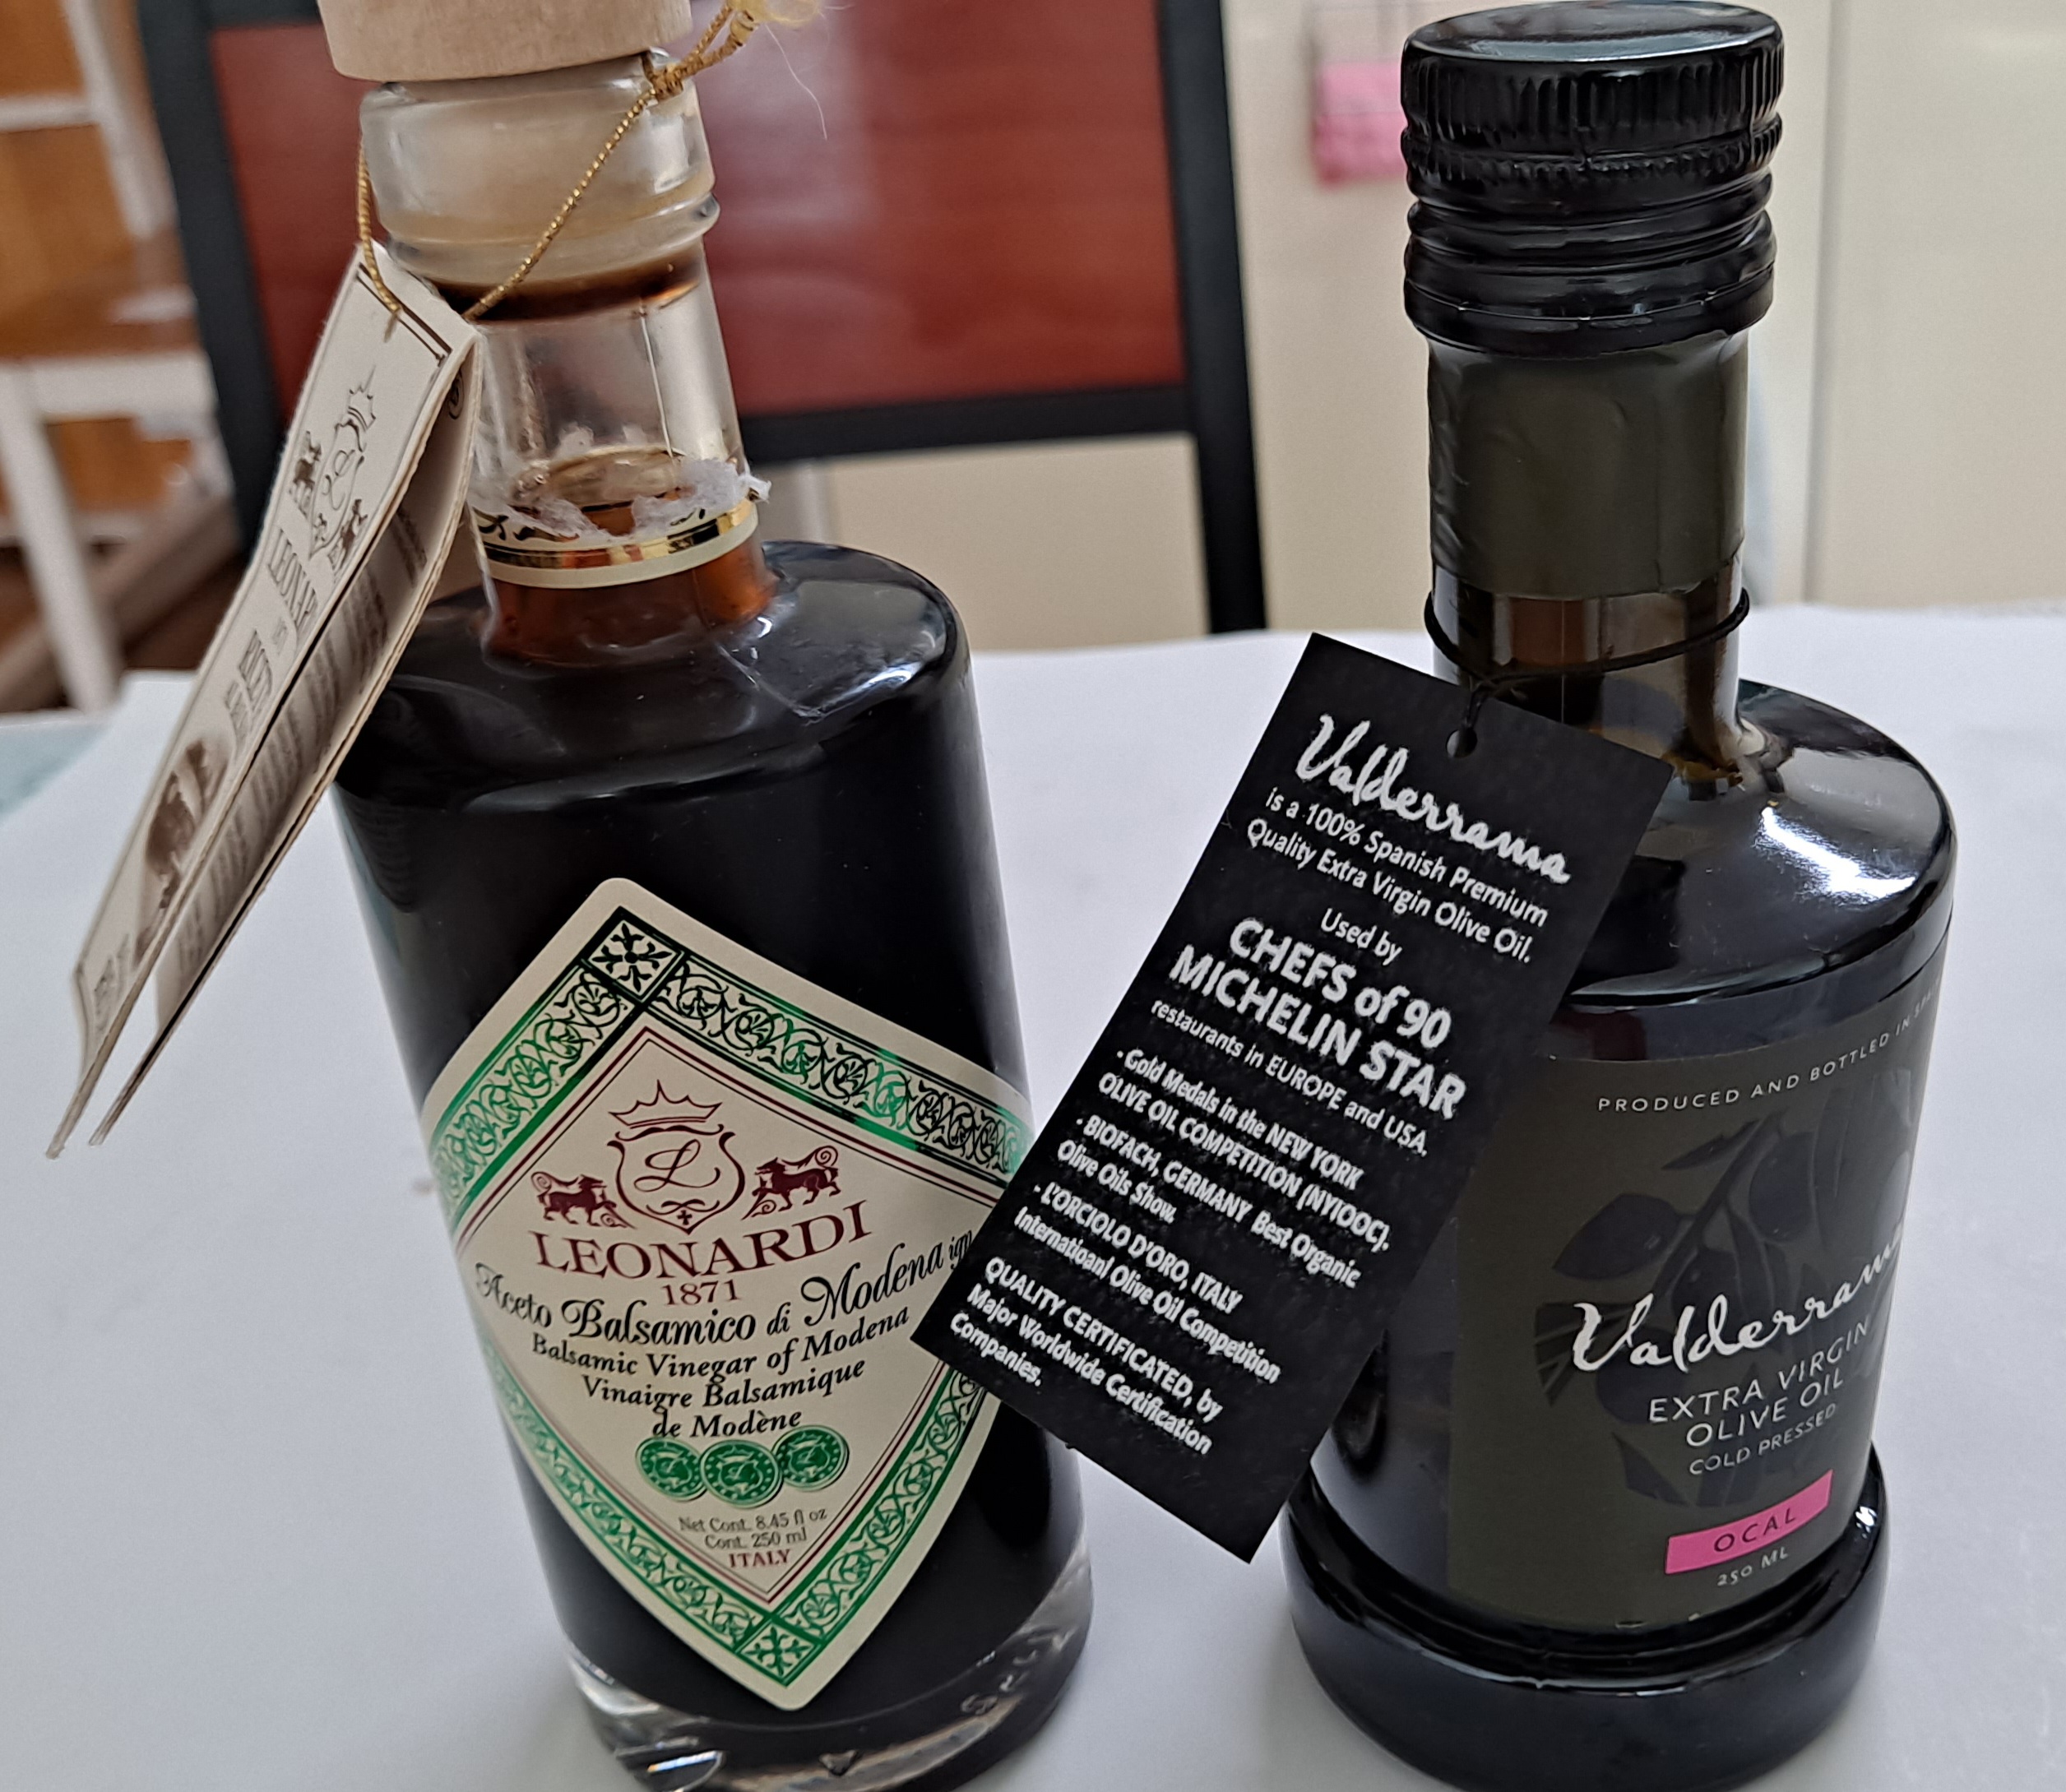 L
LEONARDI
1871
Aceto Balsamico di Modena igp
Balsamic Vinegar of Modena
Vinaigre Balsamique
de Modène
Net Cont. 8.45 fl oz
Cont. 250 ml
ITALY
Valderrama
is a 100% Spanish Premium
Quality Extra Virgin Olive Oil.
Used by
CHEFS of 90
MICHELIN STAR
restaurants in EUROPE and USA.
· Gold Medals in the NEW YORK
OLIVE OIL COMPETITION (NYIOOC).
· BIOFACH, GERMANY Best Organic
Olive Oils Show.
· L'ORCIOLO D'ORO, ITALY
Internatioanl Olive Oil Competition
QUALITY CERTIFICATED, by
Major Worldwide Certification
Companies.
PRODUCED AND BOTTLED IN
Valderrama
EXTRA VIRGIN
OLIVE OIL
COLD PRESSED
OCAL
250 ML